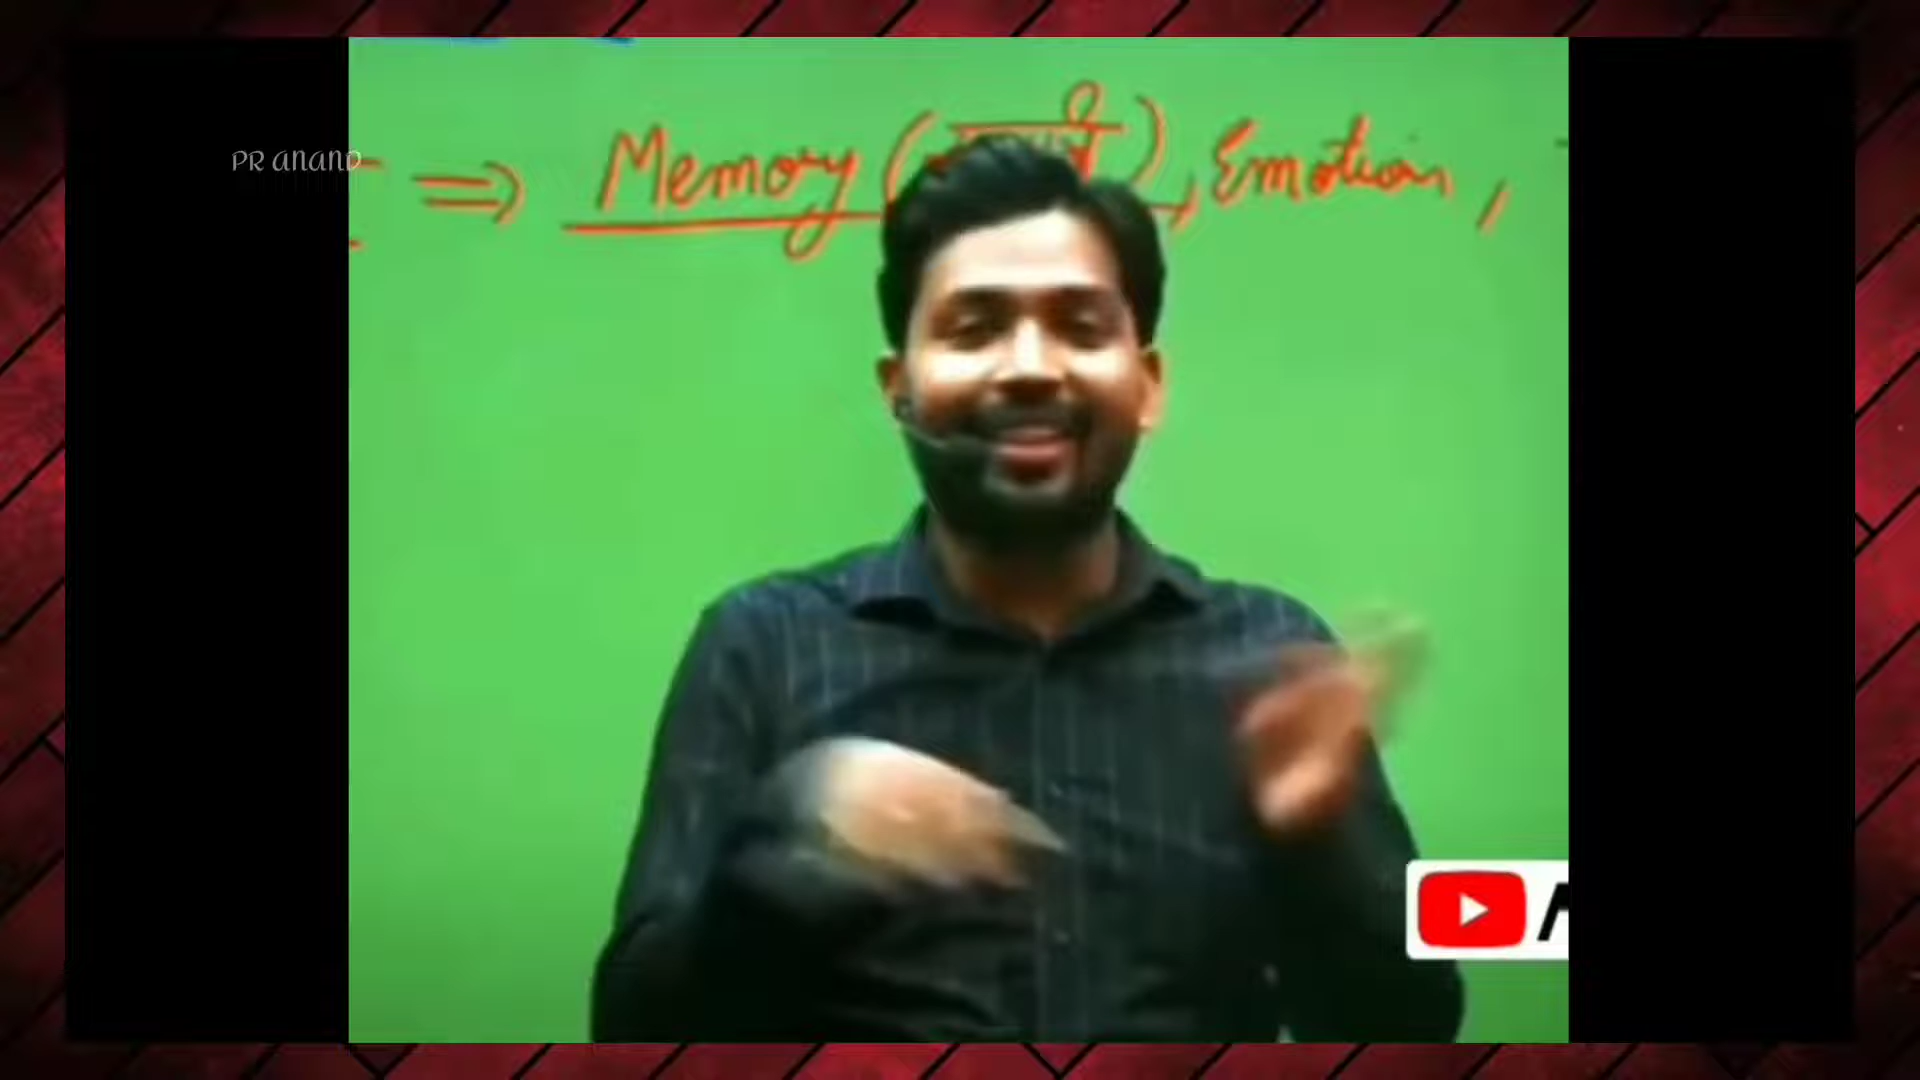 PR ANAND
⇒ Memory ( ), Emotion,